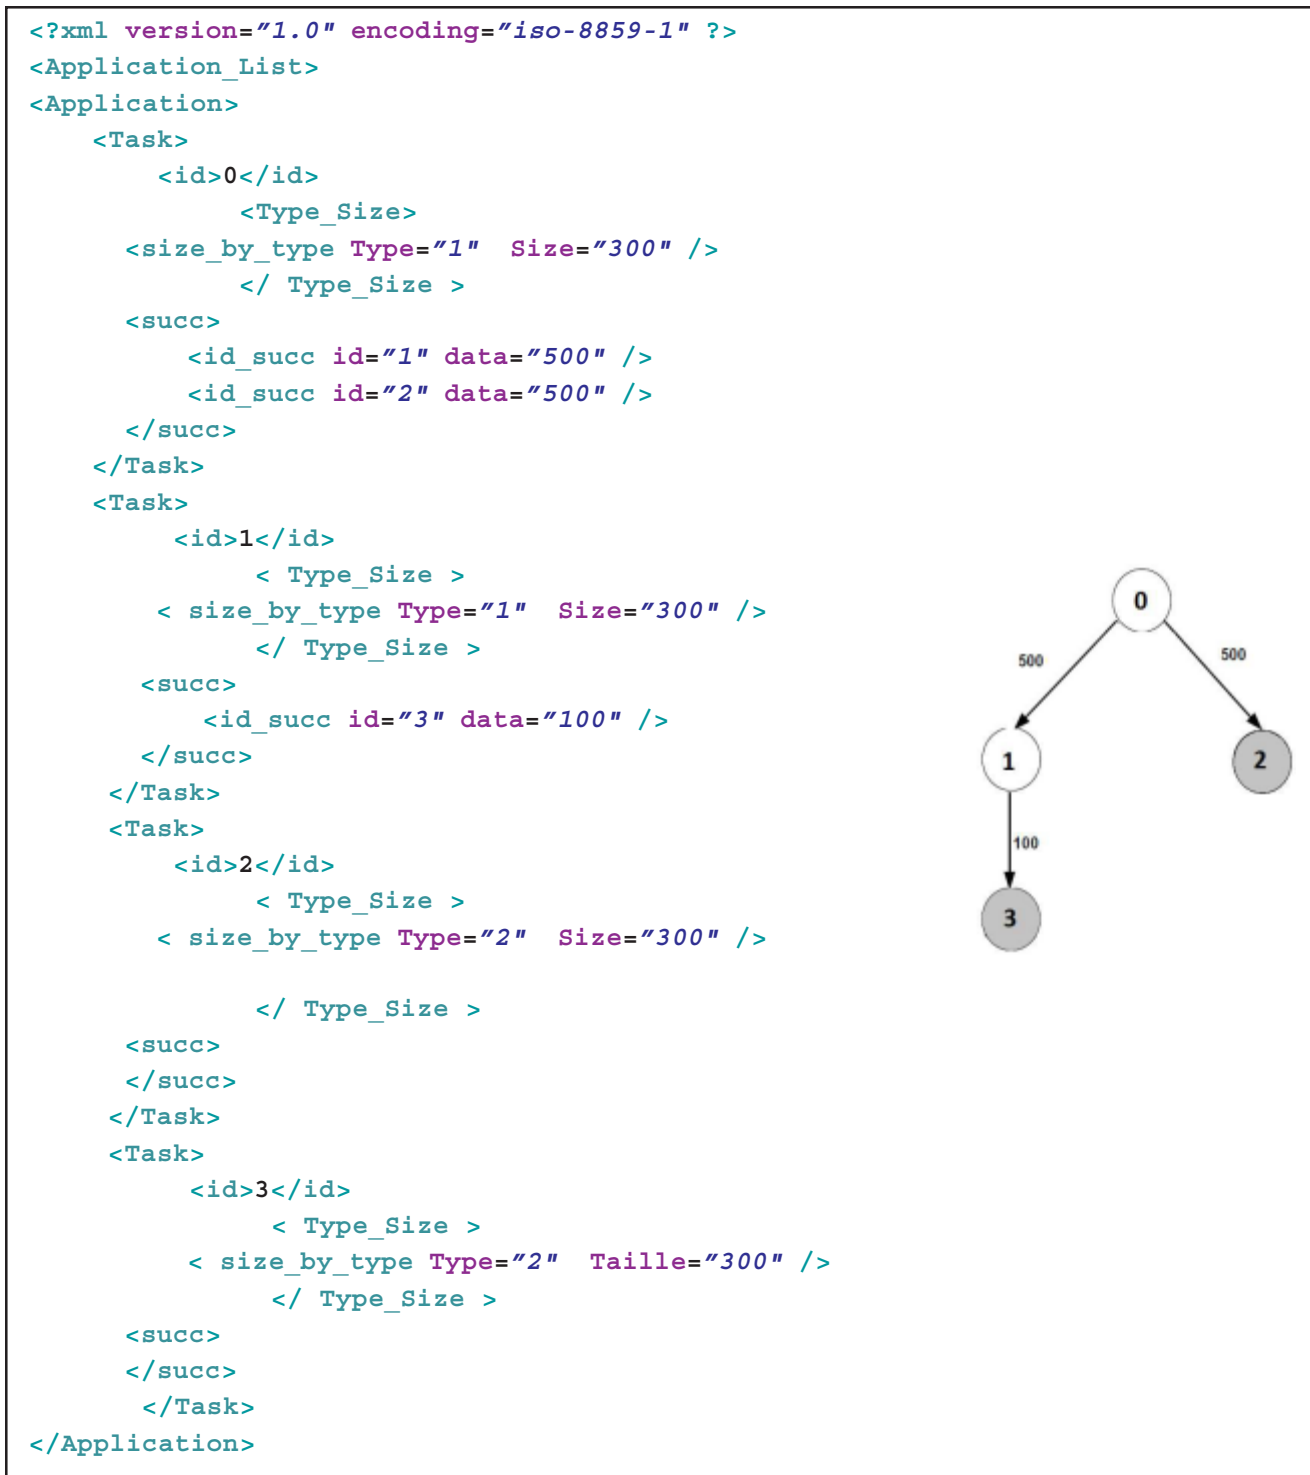 <?xml version="1.0" encoding="iso-8859-1" ?>
<Application_List>
<Application>
<Task>
<id>0</id>
<Type_Size>
<size_by_type Type="1" Size="300" />
</ Type_Size >
<succ>
<id_succ id="1" data="500" />
<id_succ id="2" data="500" />
</succ>
</Task>
<Task>
<id>1</id>
< Type_Size >
< size_by_type Type="1" Size="300" />
</ Type_Size >
<succ>
<id_succ id="3" data="100" />
</succ>
</Task>
<Task>
<id>2</id>
< Type_Size >
< size_by_type Type="2" Size="300" />
</ Type_Size >
<succ>
</succ>
</Task>
<Task>
<id>3</id>
< Type_Size >
< size_by_type Type="2" Taille="300" />
</ Type_Size >
<succ>
</succ>
</Task>
</Application>
0
500
500
1
2
100
3